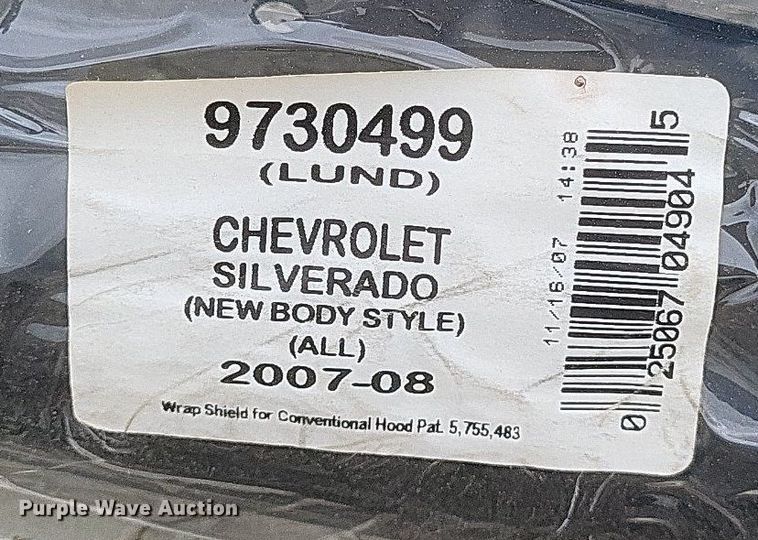 9730499
(LUND)
CHEVROLET
SILVERADO
(NEW BODY STYLE)
(ALL)
2007-08
Wrap Shield for Conventional Hood Pat. 5,755,483
11/16/07 14:38
0 25067 04904 5
Purple Wave Auction